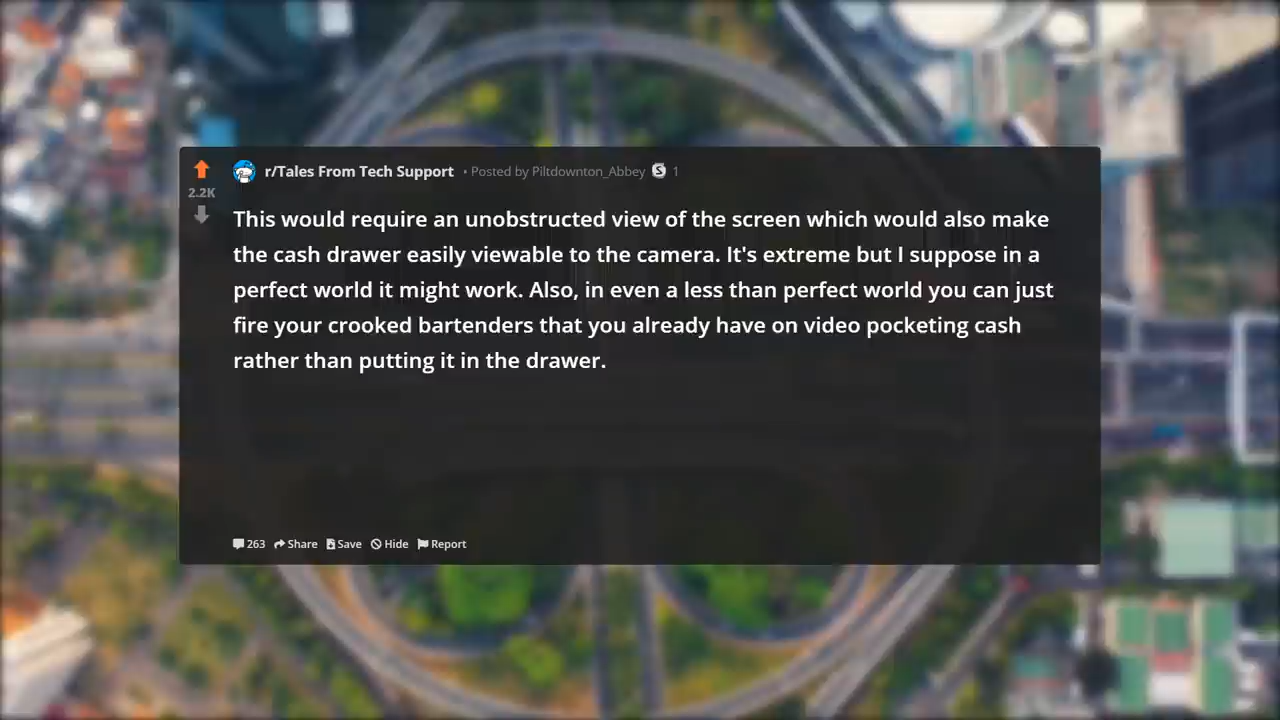 r/Tales From Tech Support • Posted by Piltdownton_Abbey S 1
2.2K
This would require an unobstructed view of the screen which would also make
the cash drawer easily viewable to the camera. It's extreme but I suppose in a
perfect world it might work. Also, in even a less than perfect world you can just
fire your crooked bartenders that you already have on video pocketing cash
rather than putting it in the drawer.
263 Share Save Hide Report